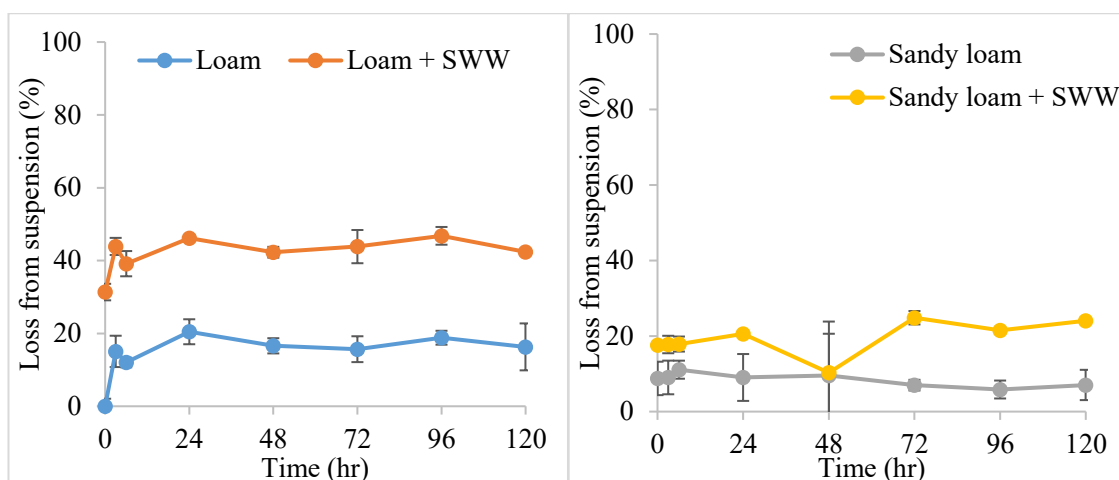 100
80
60
40
20
0
Loss from suspension (%)
Loam
Loam + SWW
0 24 48 72 96 120
Time (hr)
100
80
60
40
20
0
Loss from suspension (%)
Sandy loam
Sandy loam + SWW
0 24 48 72 96 120
Time (hr)